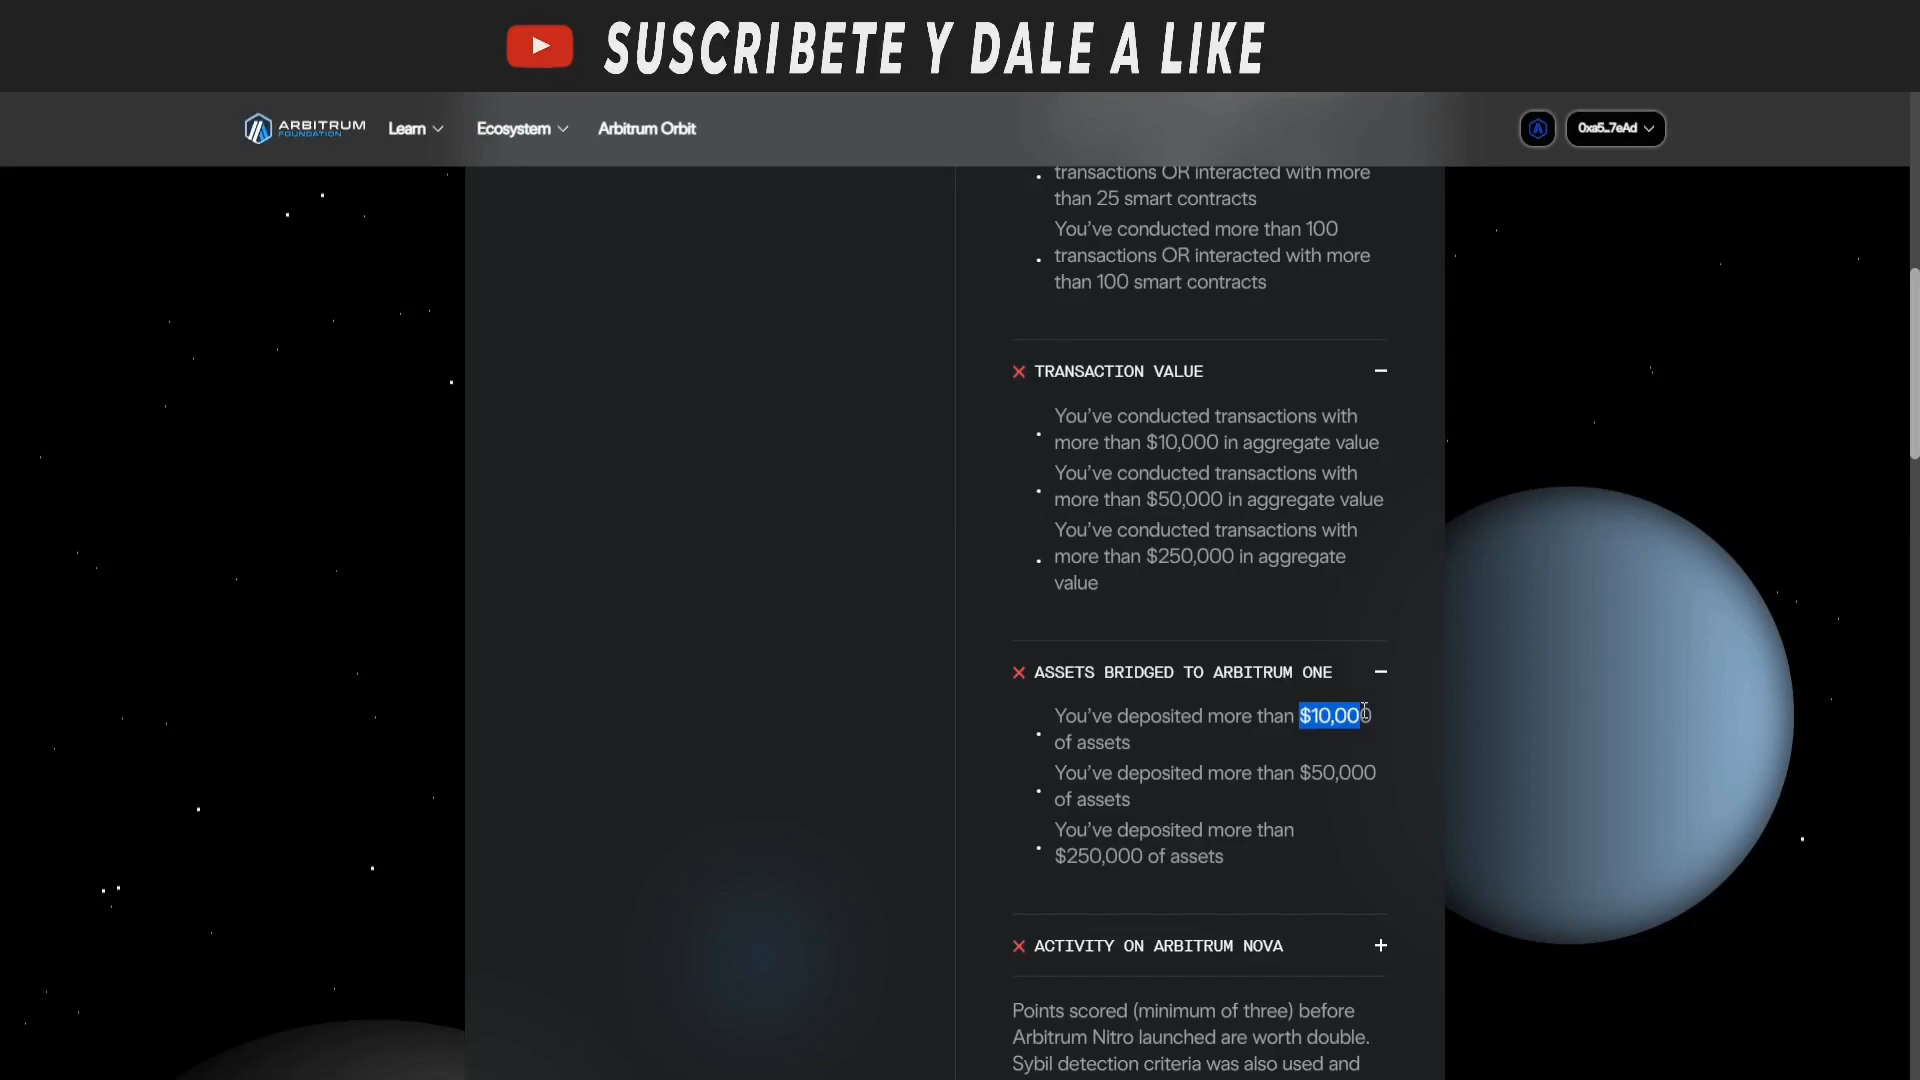 SUSCRIBETE Y DALE A LIKE
ARBITRUM
FOUNDATION
Learn
Ecosystem
Arbitrum Orbit
0xa5...7eAd
transactions OR interacted with more
than 25 smart contracts
You’ve conducted more than 100
transactions OR interacted with more
than 100 smart contracts
TRANSACTION VALUE
You’ve conducted transactions with
more than $10,000 in aggregate value
You’ve conducted transactions with
more than $50,000 in aggregate value
You’ve conducted transactions with
more than $250,000 in aggregate
value
ASSETS BRIDGED TO ARBITRUM ONE
You’ve deposited more than $10,000
of assets
You’ve deposited more than $50,000
of assets
You’ve deposited more than
$250,000 of assets
ACTIVITY ON ARBITRUM NOVA
Points scored (minimum of three) before
Arbitrum Nitro launched are worth double.
Sybil detection criteria was also used and